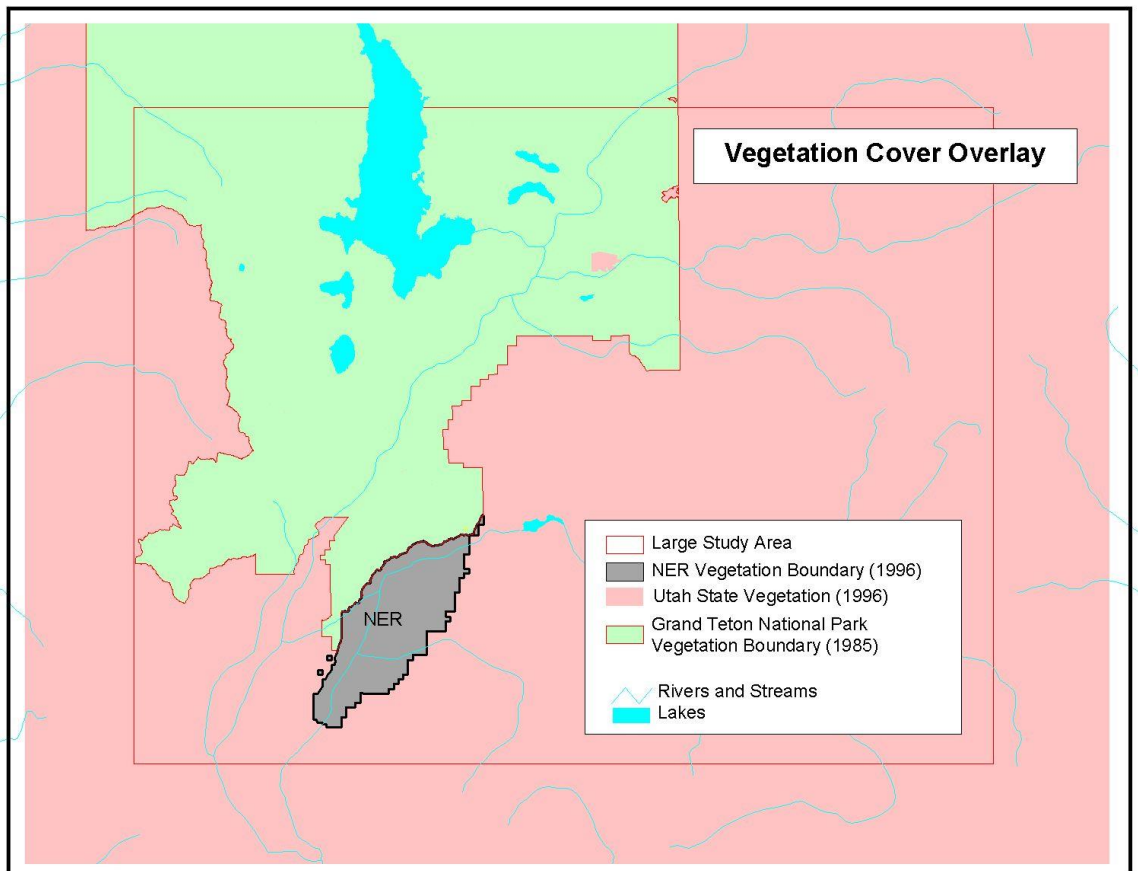 Vegetation Cover Overlay
Large Study Area
NER Vegetation Boundary (1996)
Utah State Vegetation (1996)
Grand Teton National Park
Vegetation Boundary (1985)
Rivers and Streams
Lakes
NER